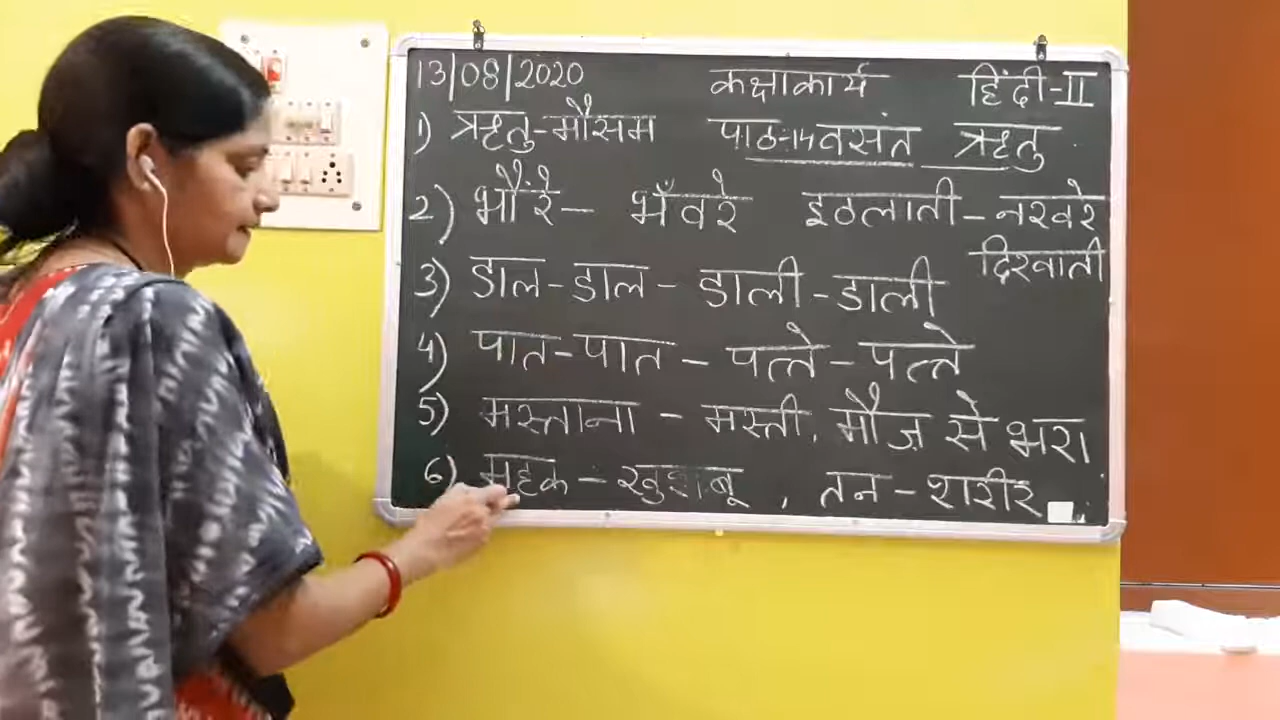 13/08/2020 कक्षाकार्य हिंदी-II
1) ऋतु-मौसम पाठ-14 वसंत ऋतु
2) भौंरे- भँवरे इठलाती-नखरे
दिखाती
3) डाल-डाल-डाली-डाली
4) पात-पात-पत्ते-पत्ते
5) मस्ताना-मस्ती, मौज़ से भरा
6) महक-खुशबू, तन-शरीर